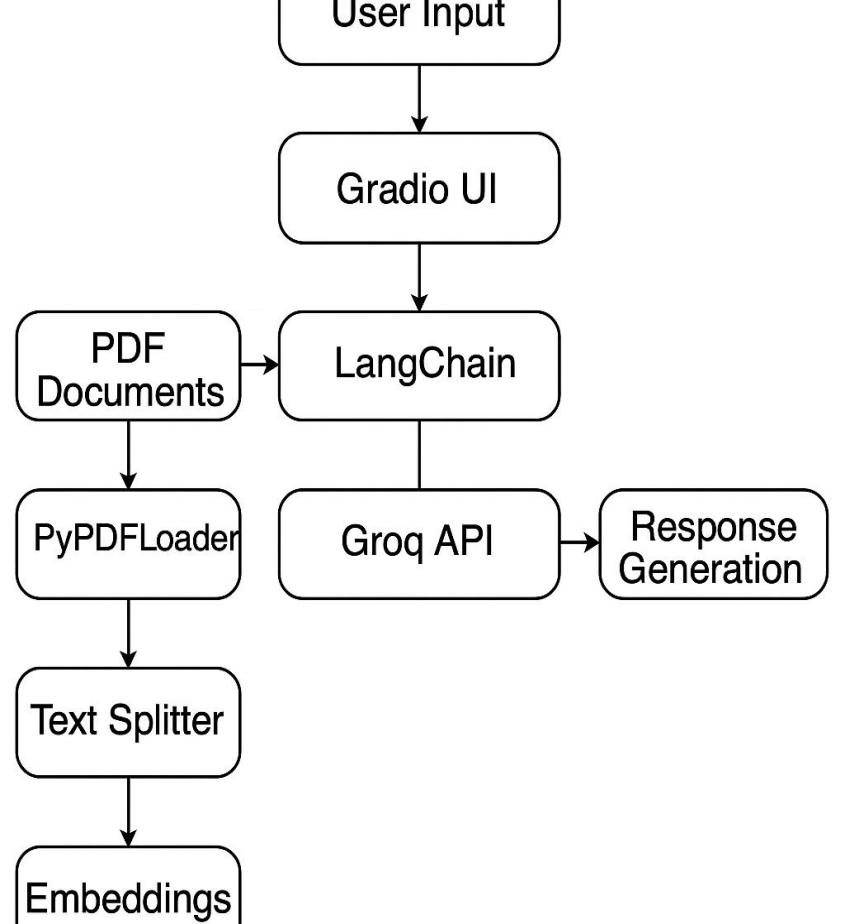 User Input
Gradio UI
PDF
Documents
LangChain
PyPDFLoader
Groq API
Response
Generation
Text Splitter
Embeddings